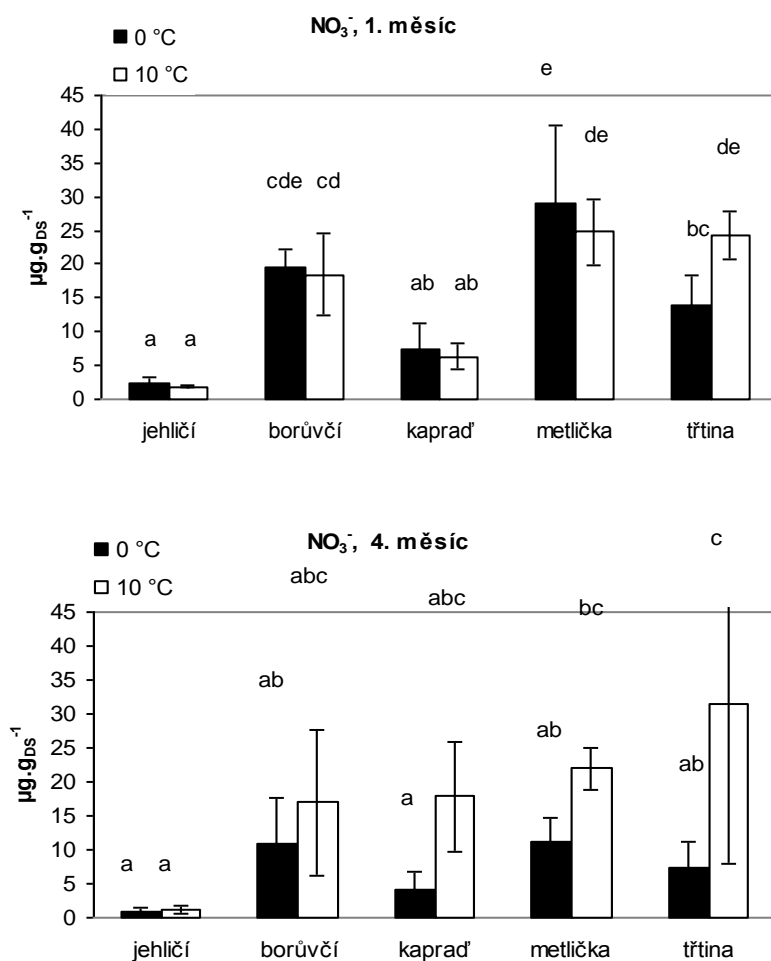 NO₃⁻, 1. měsíc
0 °C
10 °C
e
45
40
35
30
25
20
15
10
5
0
µg.g_DS⁻¹
a a cde cd ab ab de bc de
jehličí borůvčí kapraď metlička třtina
NO₃⁻, 4. měsíc
0 °C
10 °C
c
abc abc bc
45
40
35
30
25
20
15
10
5
0
µg.g_DS⁻¹
a a ab a ab ab
jehličí borůvčí kapraď metlička třtina